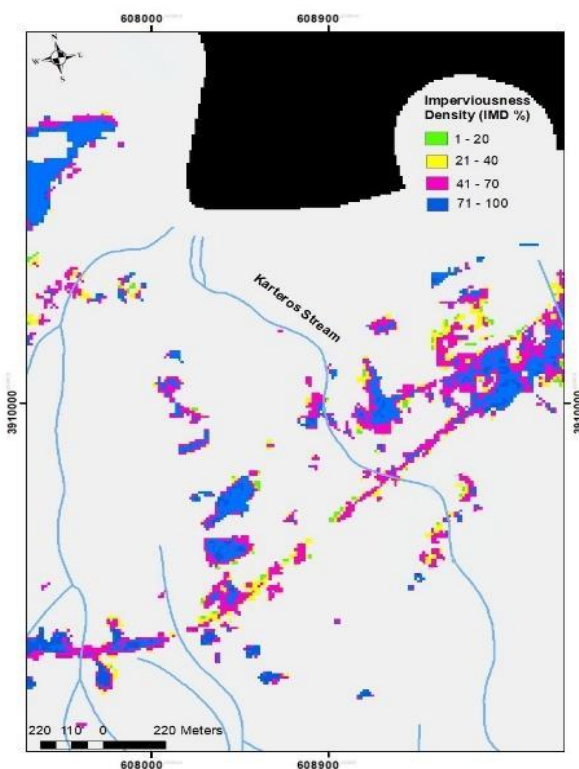 608000 608900
N
W E
S
Imperviousness
Density (IMD %)
1 - 20
21 - 40
41 - 70
71 - 100
Karteros Stream
3910000
3910000
220 110 0 220 Meters
608000 608900